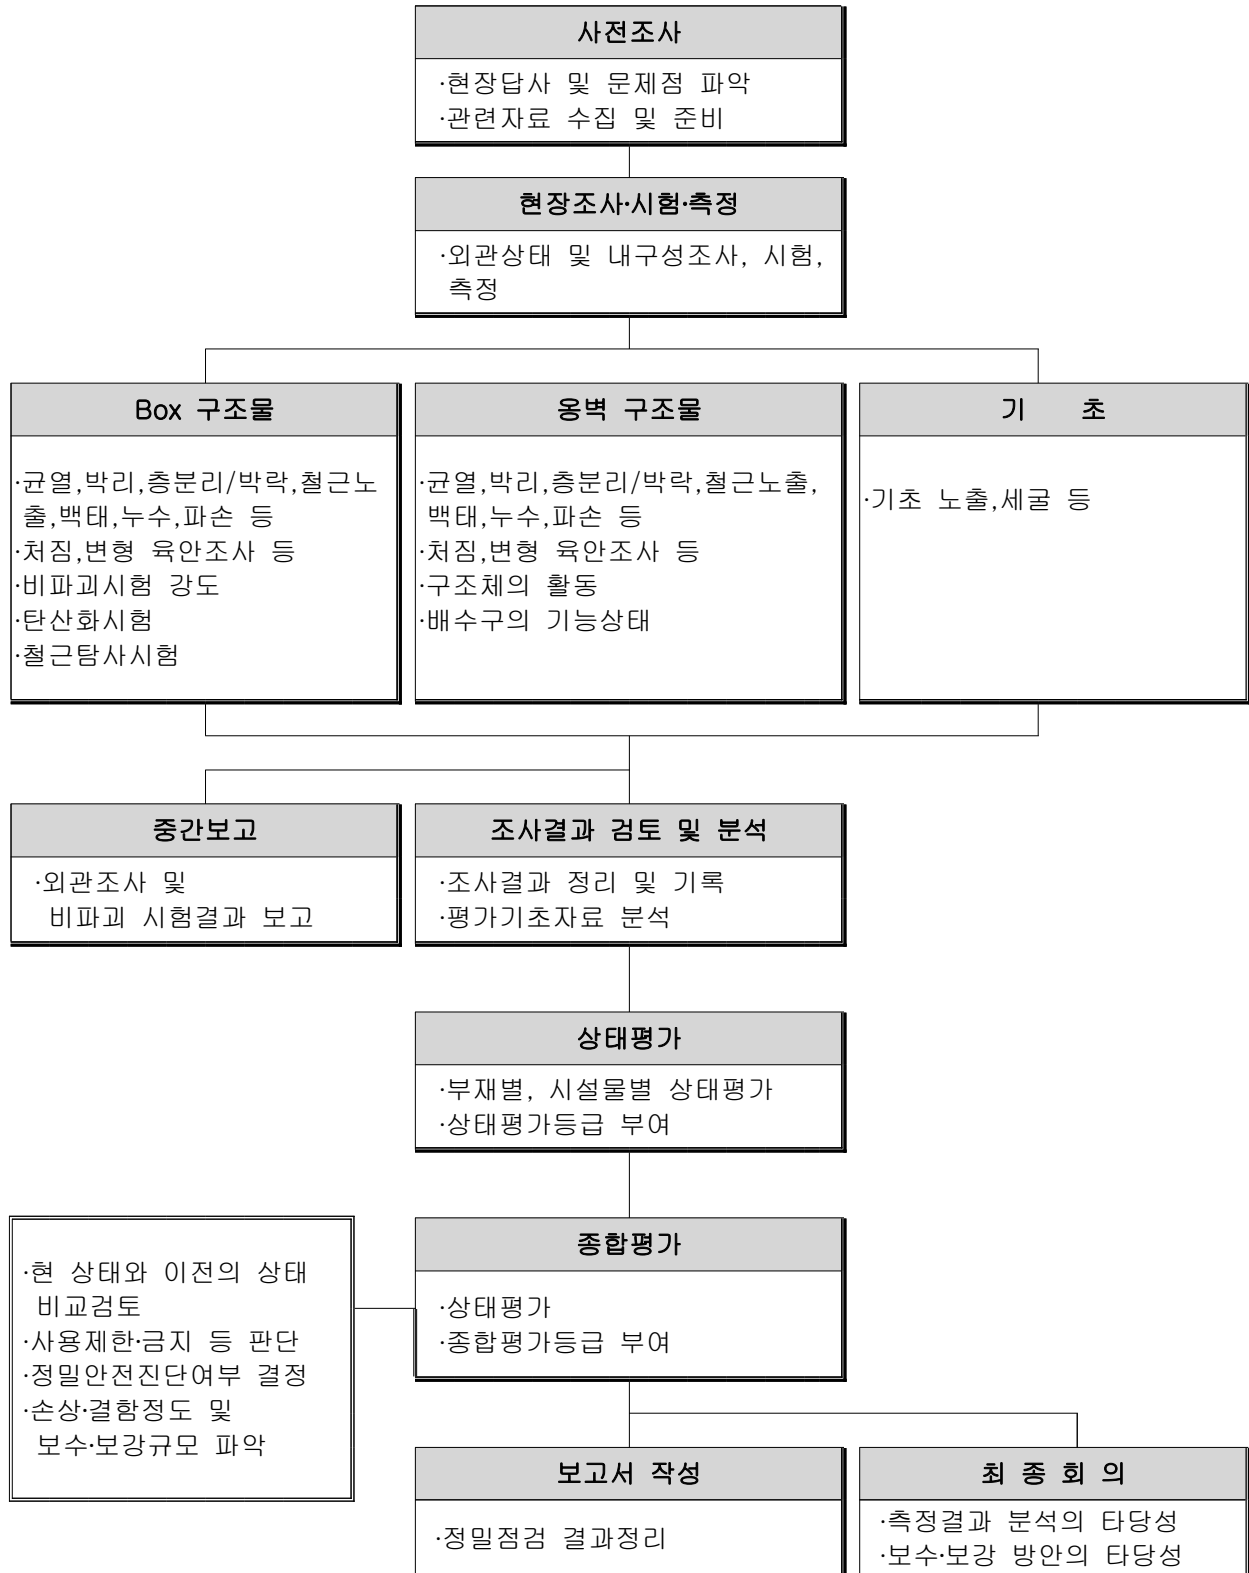 사전조사
·현장답사 및 문제점 파악
·관련자료 수집 및 준비
현장조사·시험·측정
·외관상태 및 내구성조사, 시험,
측정
Box 구조물
·균열,박리,층분리/박락,철근노
출,백태,누수,파손 등
·처짐,변형 육안조사 등
·비파괴시험 강도
·탄산화시험
·철근탐사시험
옹벽 구조물
·균열,박리,층분리/박락,철근노출,
백태,누수,파손 등
·처짐,변형 육안조사 등
·구조체의 활동
·배수구의 기능상태
기 초
·기초 노출,세굴 등
중간보고
·외관조사 및
비파괴 시험결과 보고
조사결과 검토 및 분석
·조사결과 정리 및 기록
·평가기초자료 분석
상태평가
·부재별, 시설물별 상태평가
·상태평가등급 부여
·현 상태와 이전의 상태
비교검토
·사용제한·금지 등 판단
·정밀안전진단여부 결정
·손상·결함정도 및
보수·보강규모 파악
종합평가
·상태평가
·종합평가등급 부여
보고서 작성
·정밀점검 결과정리
최 종 회 의
·측정결과 분석의 타당성
·보수·보강 방안의 타당성